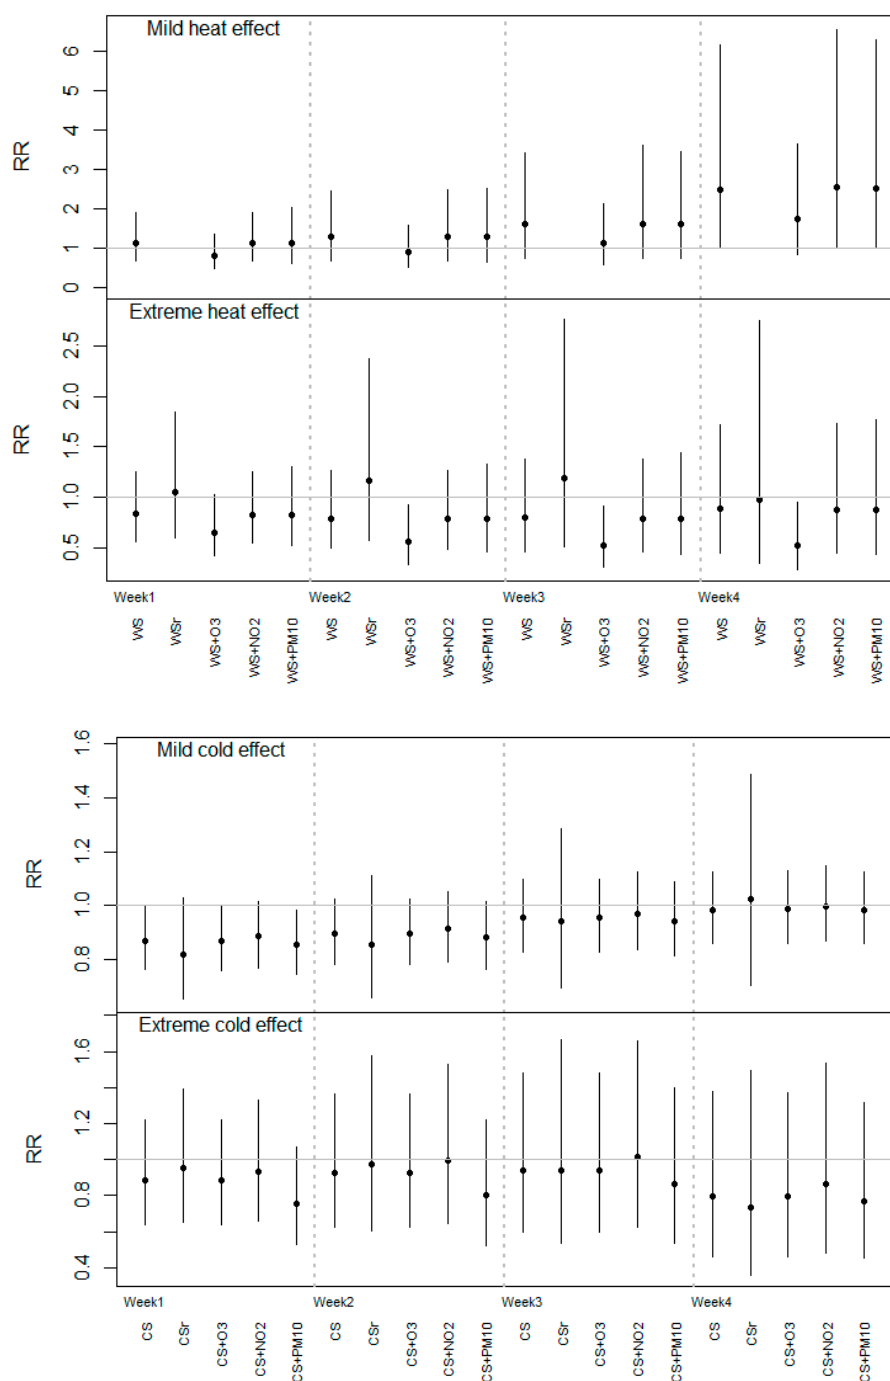 Mild heat effect
RR
6
5
4
3
2
1
0
Extreme heat effect
RR
2.5
2.0
1.5
1.0
0.5
Week1 Week2 Week3 Week4
WS WSr WS+O3 WS+NO2 WS+PM10 WS WSr WS+O3 WS+NO2 WS+PM10 WS WSr WS+O3 WS+NO2 WS+PM10 WS WSr WS+O3 WS+NO2 WS+PM10
Mild cold effect
RR
1.6
1.4
1.2
1.0
0.8
Extreme cold effect
RR
1.6
1.2
0.8
0.4
Week1 Week2 Week3 Week4
CS CSr CS+O3 CS+NO2 CS+PM10 CS CSr CS+O3 CS+NO2 CS+PM10 CS CSr CS+O3 CS+NO2 CS+PM10 CS CSr CS+O3 CS+NO2 CS+PM10